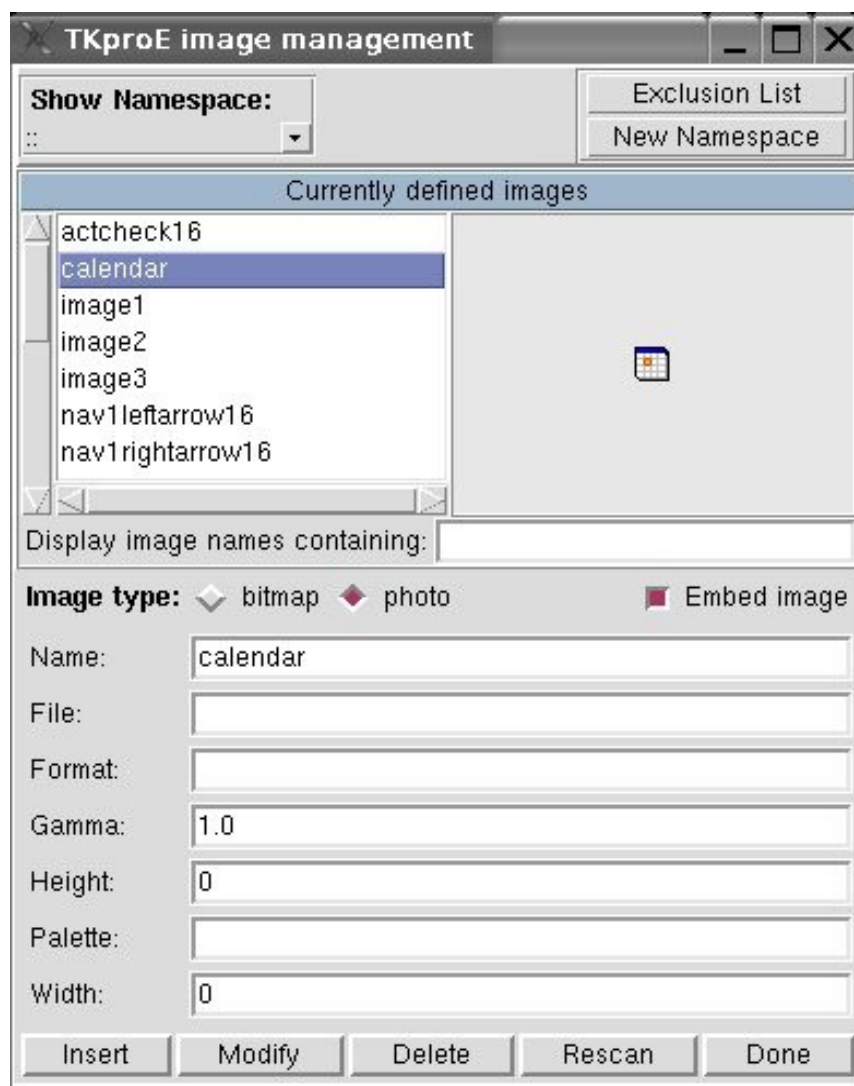 TKproE image management
Show Namespace:
::
Exclusion List
New Namespace
Currently defined images
actcheck16
calendar
image1
image2
image3
nav1leftarrow16
nav1rightarrow16
Display image names containing:
Image type: bitmap photo Embed image
Name: calendar
File:
Format:
Gamma: 1.0
Height: 0
Palette:
Width: 0
Insert Modify Delete Rescan Done